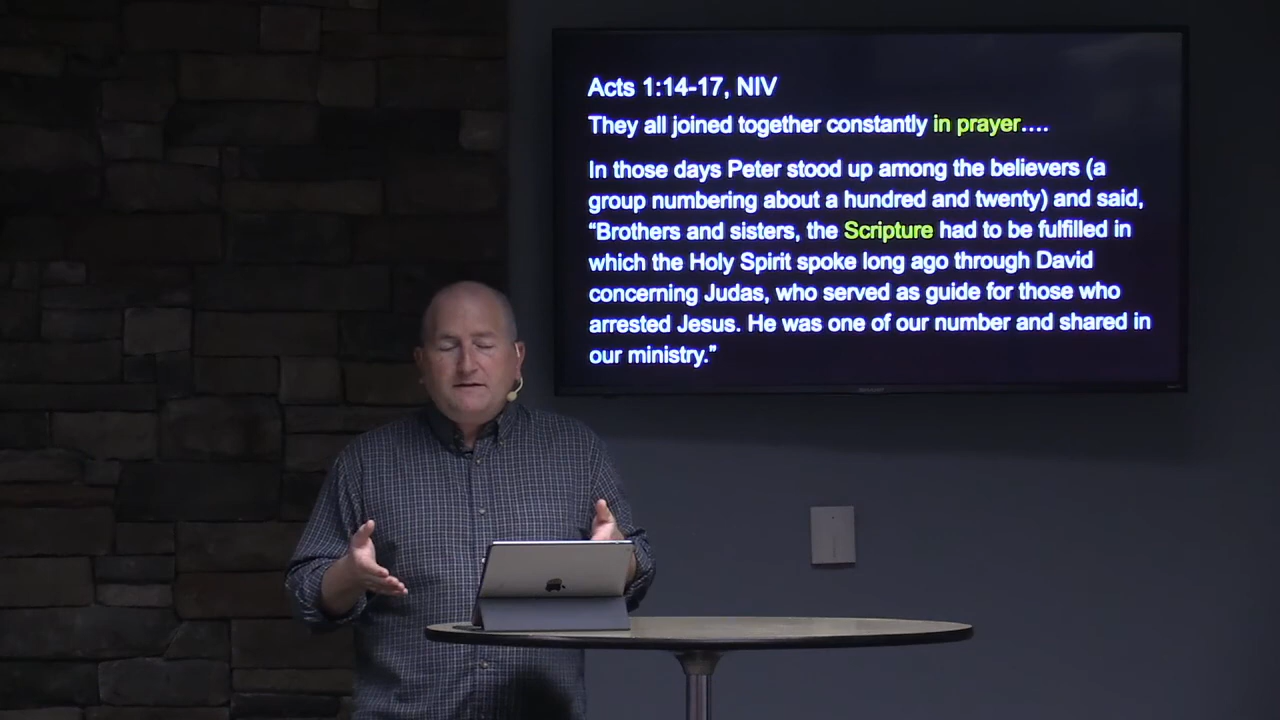 Acts 1:14-17, NIV
They all joined together constantly in prayer....
In those days Peter stood up among the believers (a
group numbering about a hundred and twenty) and said,
“Brothers and sisters, the Scripture had to be fulfilled in
which the Holy Spirit spoke long ago through David
concerning Judas, who served as guide for those who
arrested Jesus. He was one of our number and shared in
our ministry.”
SHARP